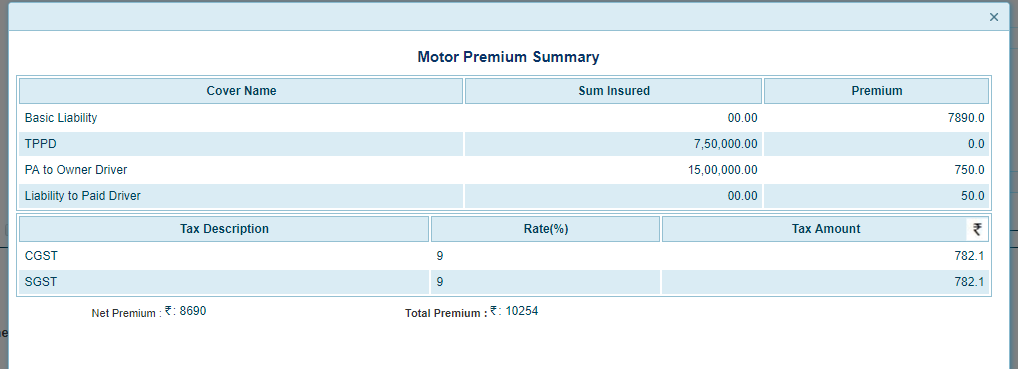 ×
Motor Premium Summary
Cover Name Sum Insured Premium
Basic Liability 00.00 7890.0
TPPD 7,50,000.00 0.0
PA to Owner Driver 15,00,000.00 750.0
Liability to Paid Driver 00.00 50.0
Tax Description Rate(%) Tax Amount ₹
CGST 9 782.1
SGST 9 782.1
Net Premium : ₹ : 8690 Total Premium : ₹ : 10254